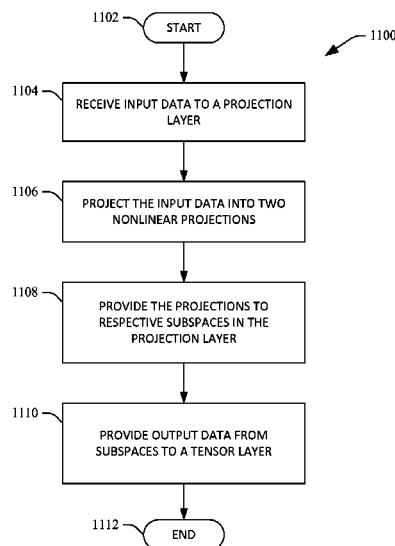 1102
START
1100
1104
RECEIVE INPUT DATA TO A PROJECTION
LAYER
1106
PROJECT THE INPUT DATA INTO TWO
NONLINEAR PROJECTIONS
1108
PROVIDE THE PROJECTIONS TO
RESPECTIVE SUBSPACES IN THE
PROJECTION LAYER
1110
PROVIDE OUTPUT DATA FROM
SUBSPACES TO A TENSOR LAYER
1112
END